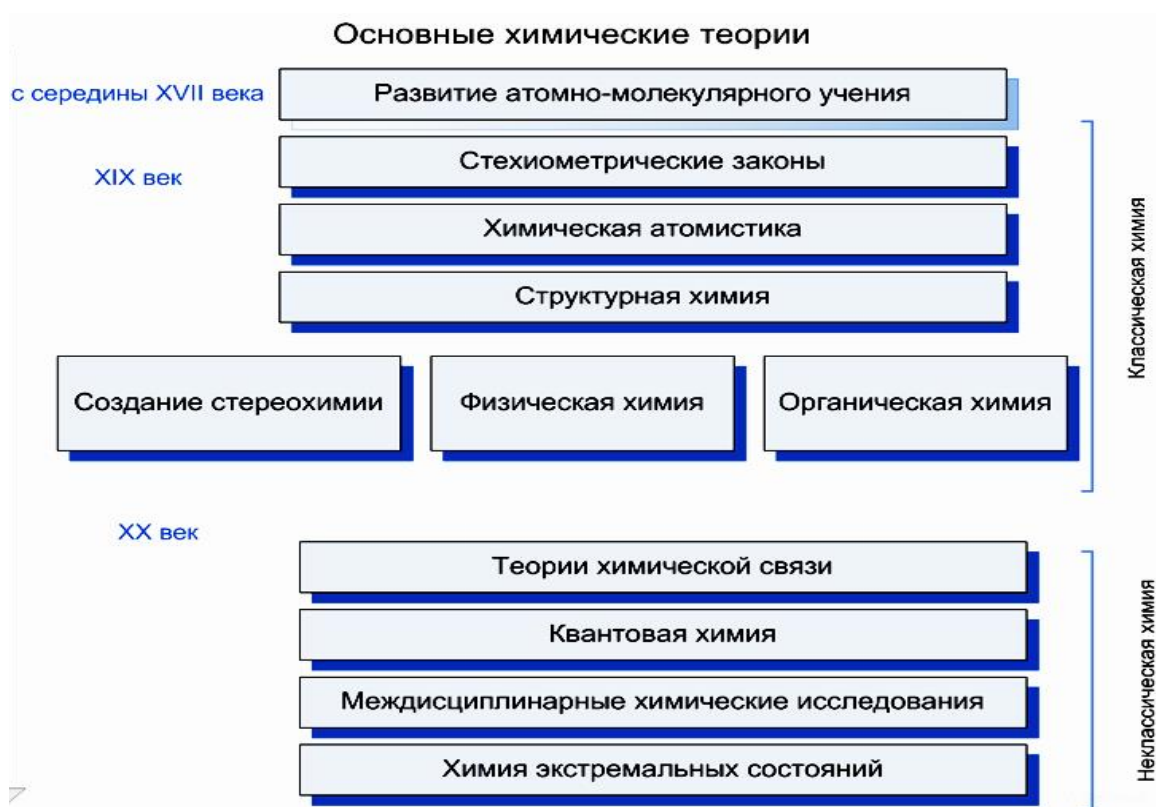 Основные химические теории
с середины XVII века
Развитие атомно-молекулярного учения
XIX век
Стехиометрические законы
Химическая атомистика
Структурная химия
Создание стереохимии
Физическая химия
Органическая химия
Классическая химия
XX век
Теории химической связи
Квантовая химия
Междисциплинарные химические исследования
Химия экстремальных состояний
Неклассическая химия